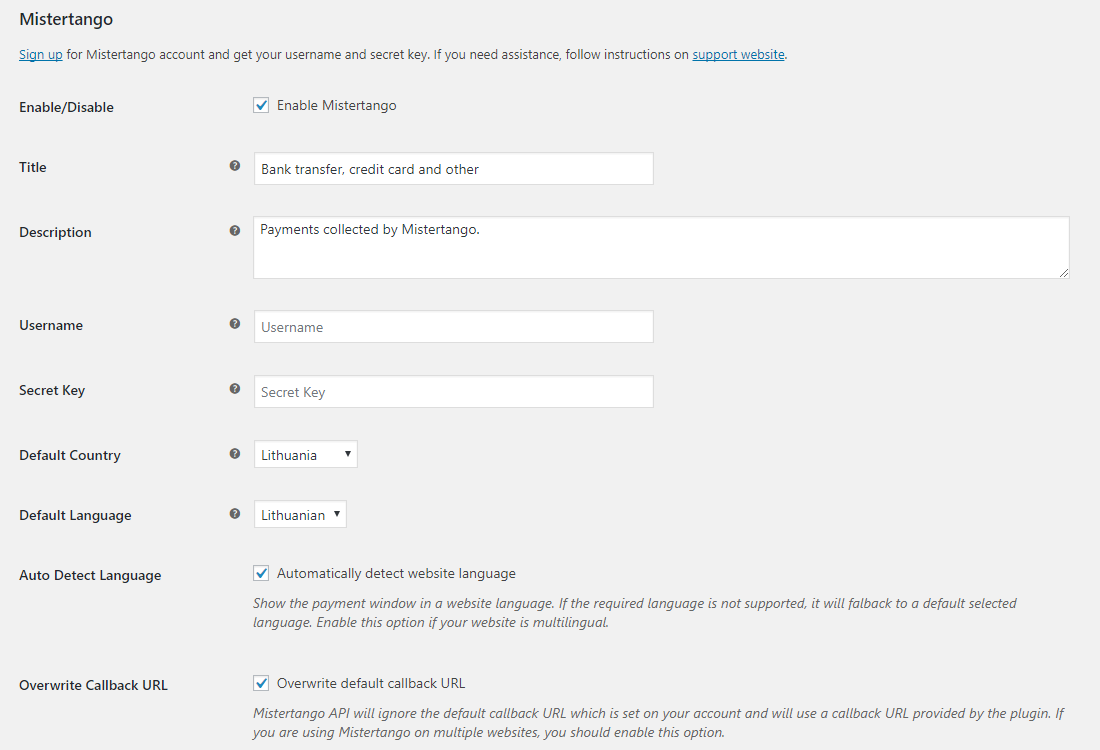 Mistertango
Sign up for Mistertango account and get your username and secret key. If you need assistance, follow instructions on support website.
Enable/Disable
Enable Mistertango
Title
Bank transfer, credit card and other
Description
Payments collected by Mistertango.
Username
Username
Secret Key
Secret Key
Default Country
Lithuania
Default Language
Lithuanian
Auto Detect Language
Automatically detect website language
Show the payment window in a website language. If the required language is not supported, it will falback to a default selected
language. Enable this option if your website is multilingual.
Overwrite Callback URL
Overwrite default callback URL
Mistertango API will ignore the default callback URL which is set on your account and will use a callback URL provided by the plugin. If
you are using Mistertango on multiple websites, you should enable this option.